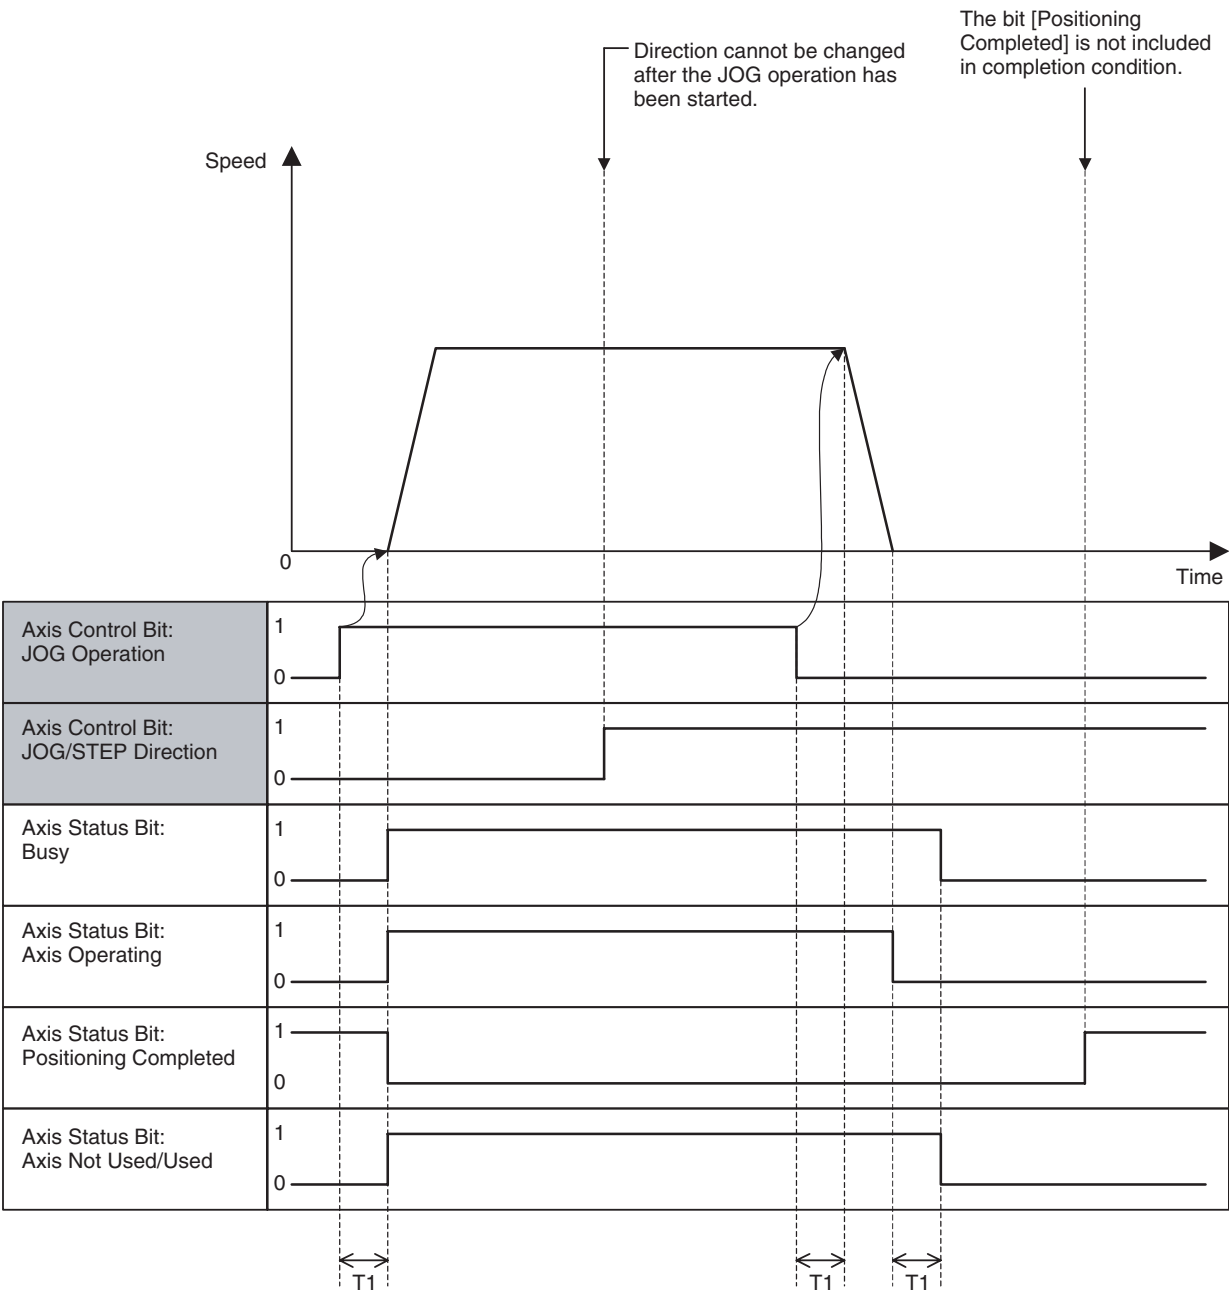 The bit [Positioning
Completed] is not included
in completion condition.
Direction cannot be changed
after the JOG operation has
been started.
Speed
0
Time
Axis Control Bit:
JOG Operation
1
0
Axis Control Bit:
JOG/STEP Direction
1
0
Axis Status Bit:
Busy
1
0
Axis Status Bit:
Axis Operating
1
0
Axis Status Bit:
Positioning Completed
1
0
Axis Status Bit:
Axis Not Used/Used
1
0
T1 T1 T1